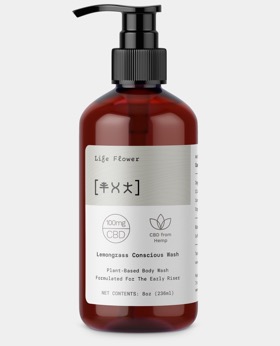 Life Flower
100mg
CBD
CBD from
Hemp
Lemongrass Conscious Wash
Plant-Based Body Wash
Formulated For The Early Riser
NET CONTENTS: 8oz (236ml)